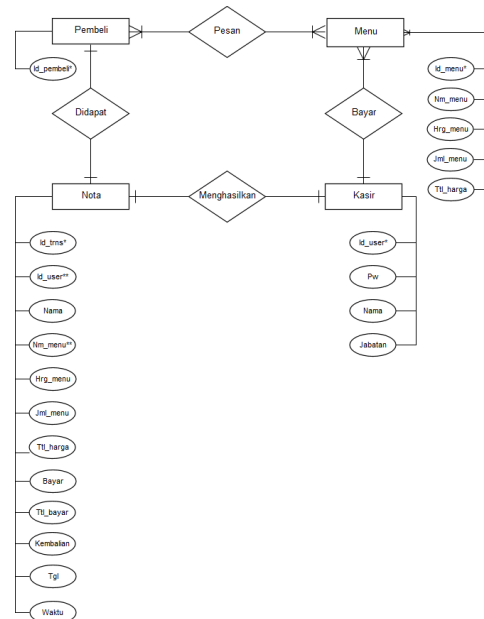 Pembeli
Pesan
Menu
Id_pembeli*
Id_menu*
Nm_menu
Hrg_menu
Jml_menu
Ttl_harga
Didapat
Bayar
Nota
Menghasilkan
Kasir
Id_trns*
Id_user**
Nama
Nm_menu**
Hrg_menu
Jml_menu
Ttl_harga
Bayar
Ttl_bayar
Kembalian
Tgl
Waktu
Id_user*
Pw
Nama
Jabatan